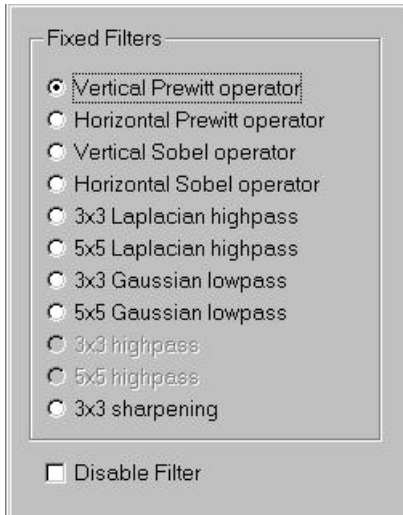 Fixed Filters
Vertical Prewitt operator
Horizontal Prewitt operator
Vertical Sobel operator
Horizontal Sobel operator
3x3 Laplacian highpass
5x5 Laplacian highpass
3x3 Gaussian lowpass
5x5 Gaussian lowpass
3x3 highpass
5x5 highpass
3x3 sharpening
Disable Filter